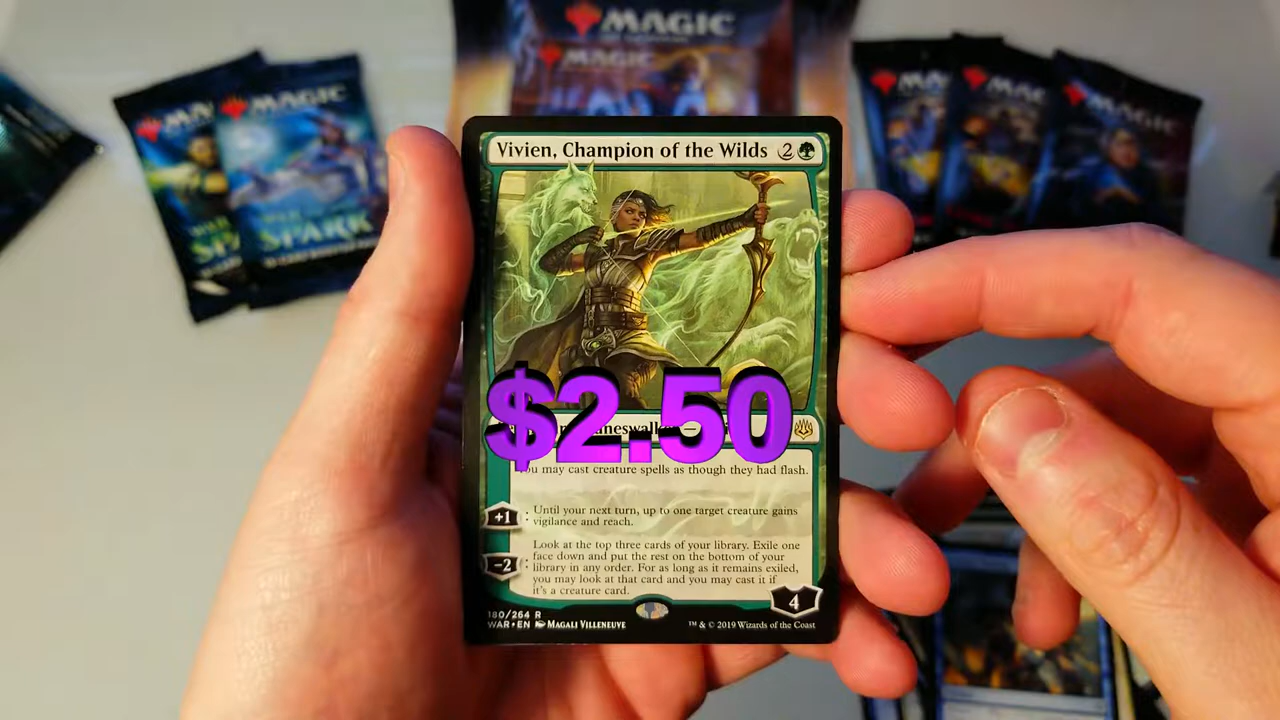 MAGIC
MAGIC
MAGIC
MAGIC
SPARK
Vivien, Champion of the Wilds 2
$2.50
may cast creature spells as though they had flash.
+1 : Until your next turn, up to one target creature gains
vigilance and reach.
Look at the top three cards of your library. Exile one
face down and put the rest on the bottom of your
−2 : library in any order. For as long as it remains exiled,
you may look at that card and you may cast it if
it's a creature card.
4
180/264 R
WAR • EN Magali Villeneuve
™ & © 2019 Wizards of the Coast